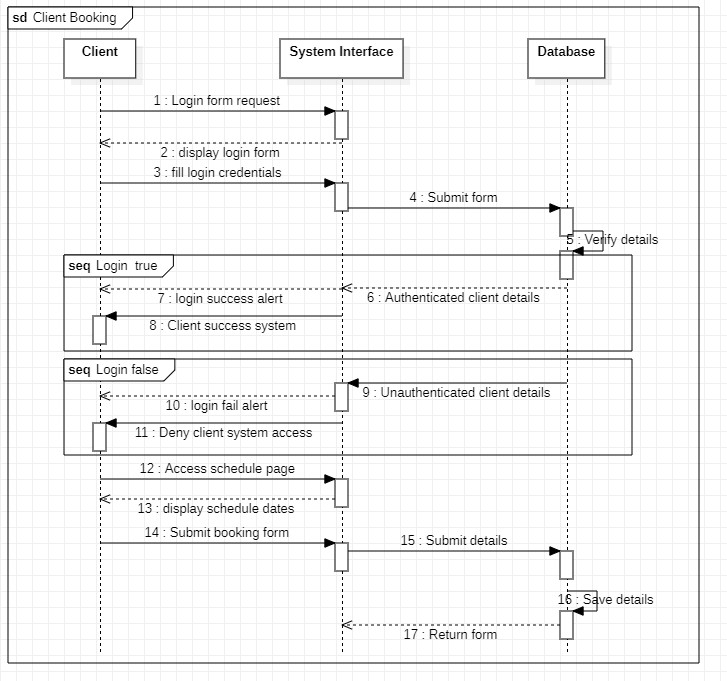 sd Client Booking
Client
System Interface
Database
1 : Login form request
2 : display login form
3 : fill login credentials
4 : Submit form
5 : Verify details
seq Login true
6 : Authenticated client details
7 : login success alert
8 : Client success system
seq Login false
9 : Unauthenticated client details
10 : login fail alert
11 : Deny client system access
12 : Access schedule page
13 : display schedule dates
14 : Submit booking form
15 : Submit details
16 : Save details
17 : Return form